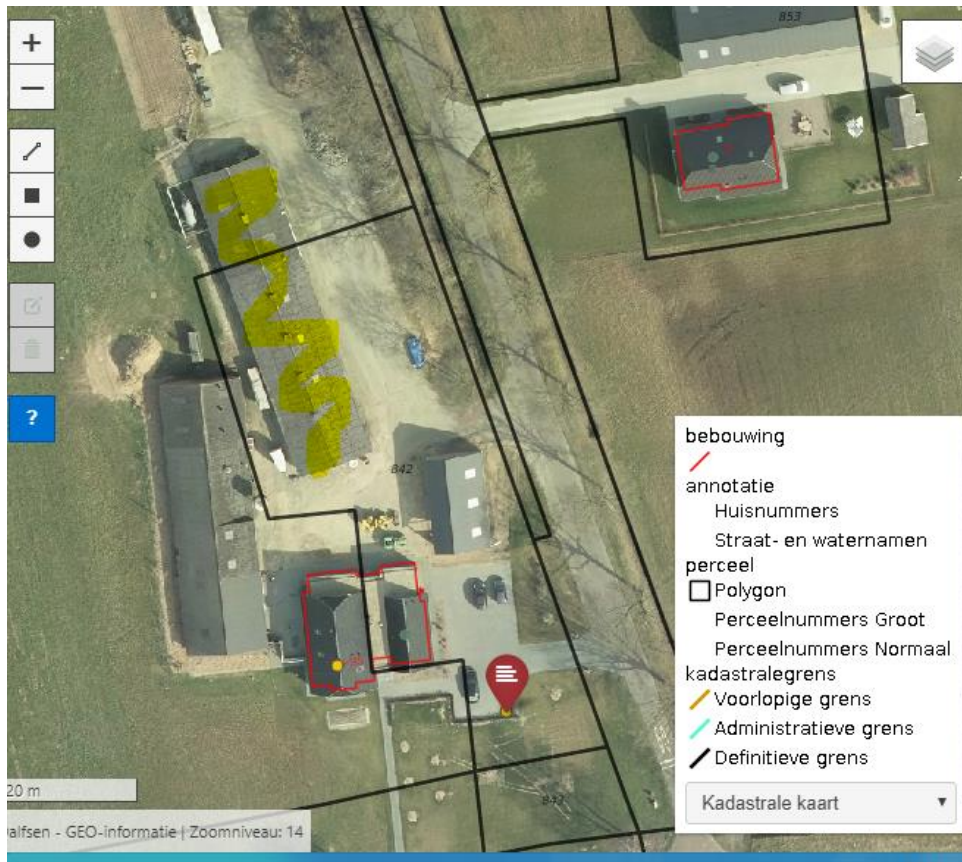 853
+
−
?
842
bebouwing
annotatie
Huisnummers
Straat- en waternamen
perceel
Polygon
Perceelnummers Groot
Perceelnummers Normaal
kadastralegrens
Voorlopige grens
Administratieve grens
Definitieve grens
Kadastrale kaart
20 m
alfsen - GEO-informatie | Zoomniveau: 14